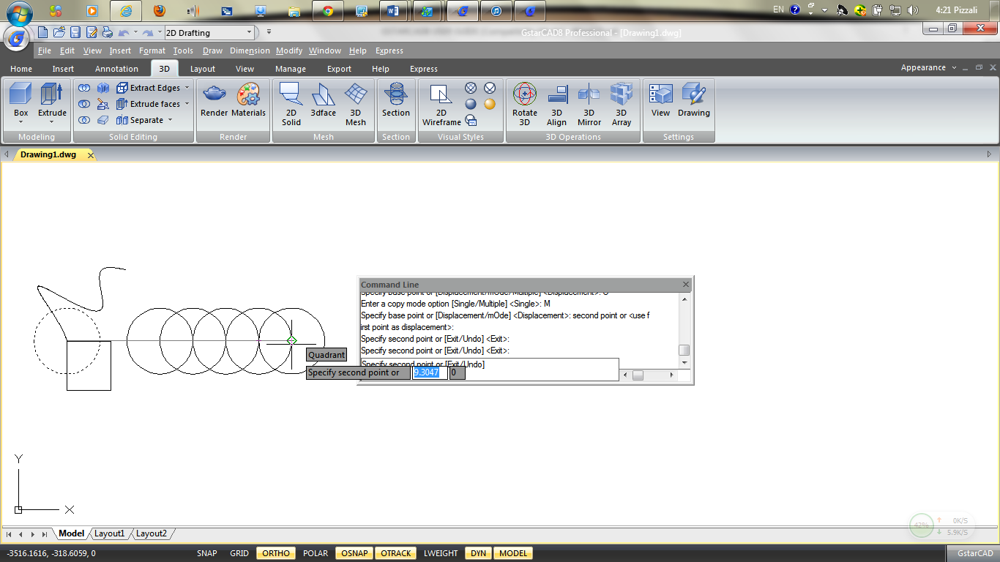 EN
4:21 Pizzali
2D Drafting
GstarCAD8 Professional - [Drawing1.dwg]
File Edit View Insert Format Tools Draw Dimension Modify Window Help Express
Home Insert Annotation 3D Layout View Manage Export Help Express Appearance
Extract Edges
Extrude faces
Separate
Box Extrude Render Materials 2D Solid 3dface 3D Mesh Section 2D Wireframe Rotate 3D 3D Align 3D Mirror 3D Array View Drawing
Modeling Solid Editing Render Mesh Section Visual Styles 3D Operations Settings
Drawing1.dwg
Command Line
Specify base point or [Displacement/mOde/Multiple] <Displacement>: O
Enter a copy mode option [Single/Multiple] <Single>: M
Specify base point or [Displacement/mOde] <Displacement>: second point or <use f
irst point as displacement>:
Specify second point or [Exit/Undo] <Exit>:
Specify second point or [Exit/Undo] <Exit>:
Specify second point or [Exit/Undo]
Quadrant
Specify second point or 9.3047 0
Y
X
42%
0K/S
5.9K/S
Model Layout1 Layout2
-3516.1616, -318.6059, 0 SNAP GRID ORTHO POLAR OSNAP OTRACK LWEIGHT DYN MODEL GstarCAD